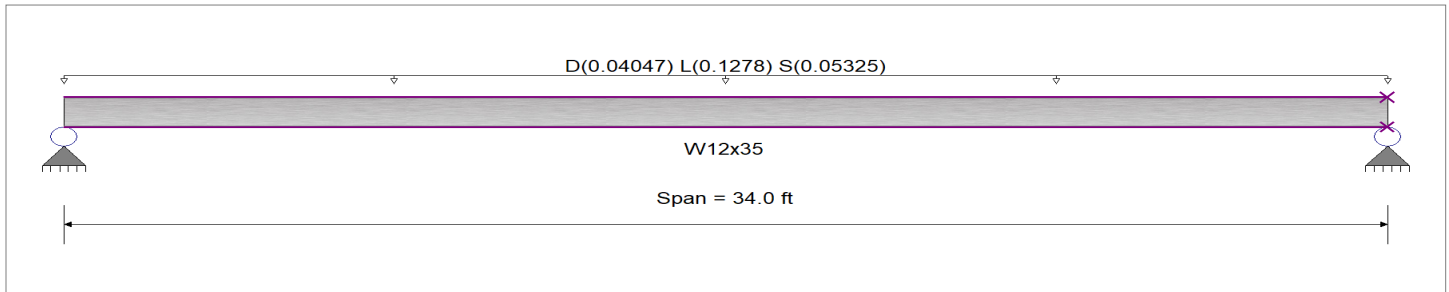 D(0.04047) L(0.1278) S(0.05325)
W12x35
Span = 34.0 ft